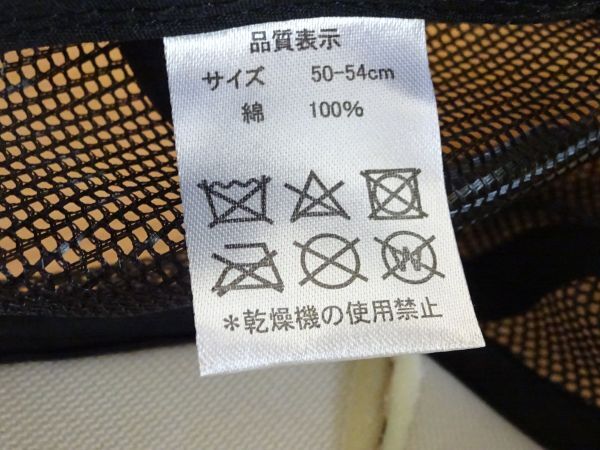 品質表示
サイズ 50-54cm
綿 100%
W
*乾燥機の使用禁止